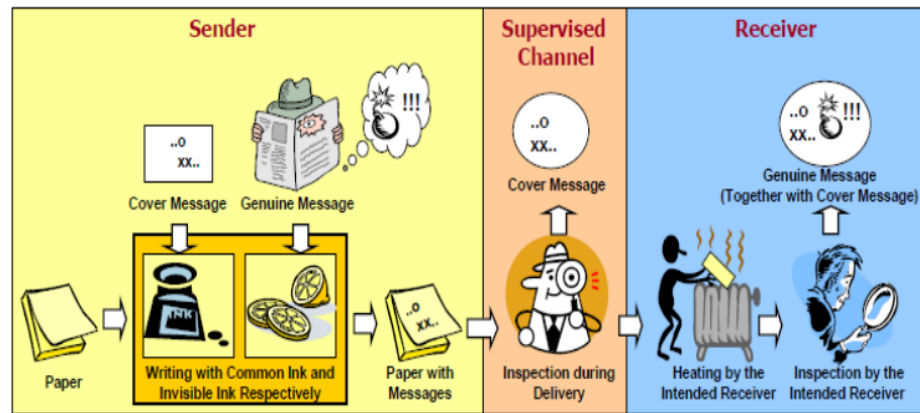 Sender
Supervised
Channel
Receiver
!!!
..O
XX..
Cover Message
Genuine Message
..O
XX..
Cover Message
..O
XX..
!!!
Genuine Message
(Together with Cover Message)
INK
..O
XX..
Paper
Writing with Common Ink and
Invisible Ink Respectively
Paper with
Messages
Inspection during
Delivery
Heating by the
Intended Receiver
Inspection by the
Intended Receiver